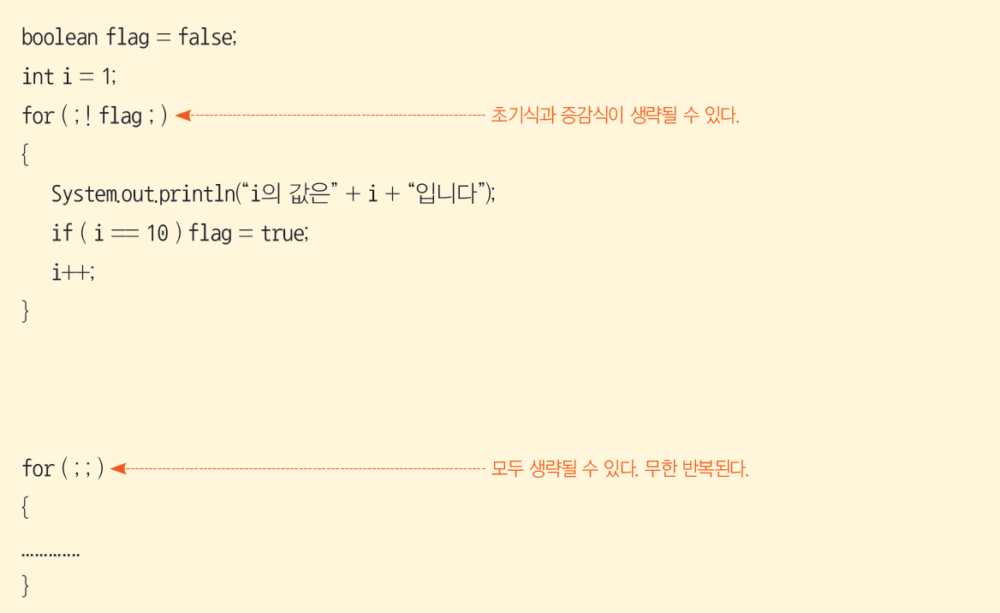 boolean flag = false;
int i = 1;
for ( ; ! flag ; ) 초기식과 증감식이 생략될 수 있다.
{
System.out.println(“i의 값은” + i + “입니다”);
if ( i == 10 ) flag = true;
i++;
}
for ( ; ; ) 모두 생략될 수 있다. 무한 반복된다.
{
.............
}